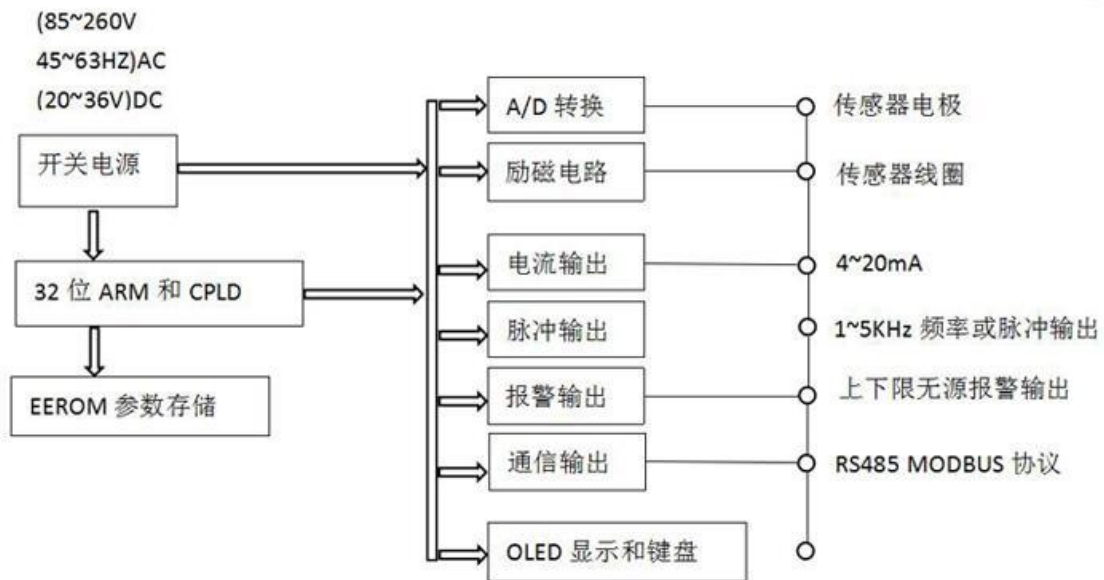 (85~260V
45~63HZ)AC
(20~36V)DC
开关电源
32 位 ARM 和 CPLD
EEROM 参数存储
A/D 转换
传感器电极
励磁电路
传感器线圈
电流输出
4~20mA
脉冲输出
1~5KHz 频率或脉冲输出
报警输出
上下限无源报警输出
通信输出
RS485 MODBUS 协议
OLED 显示和键盘